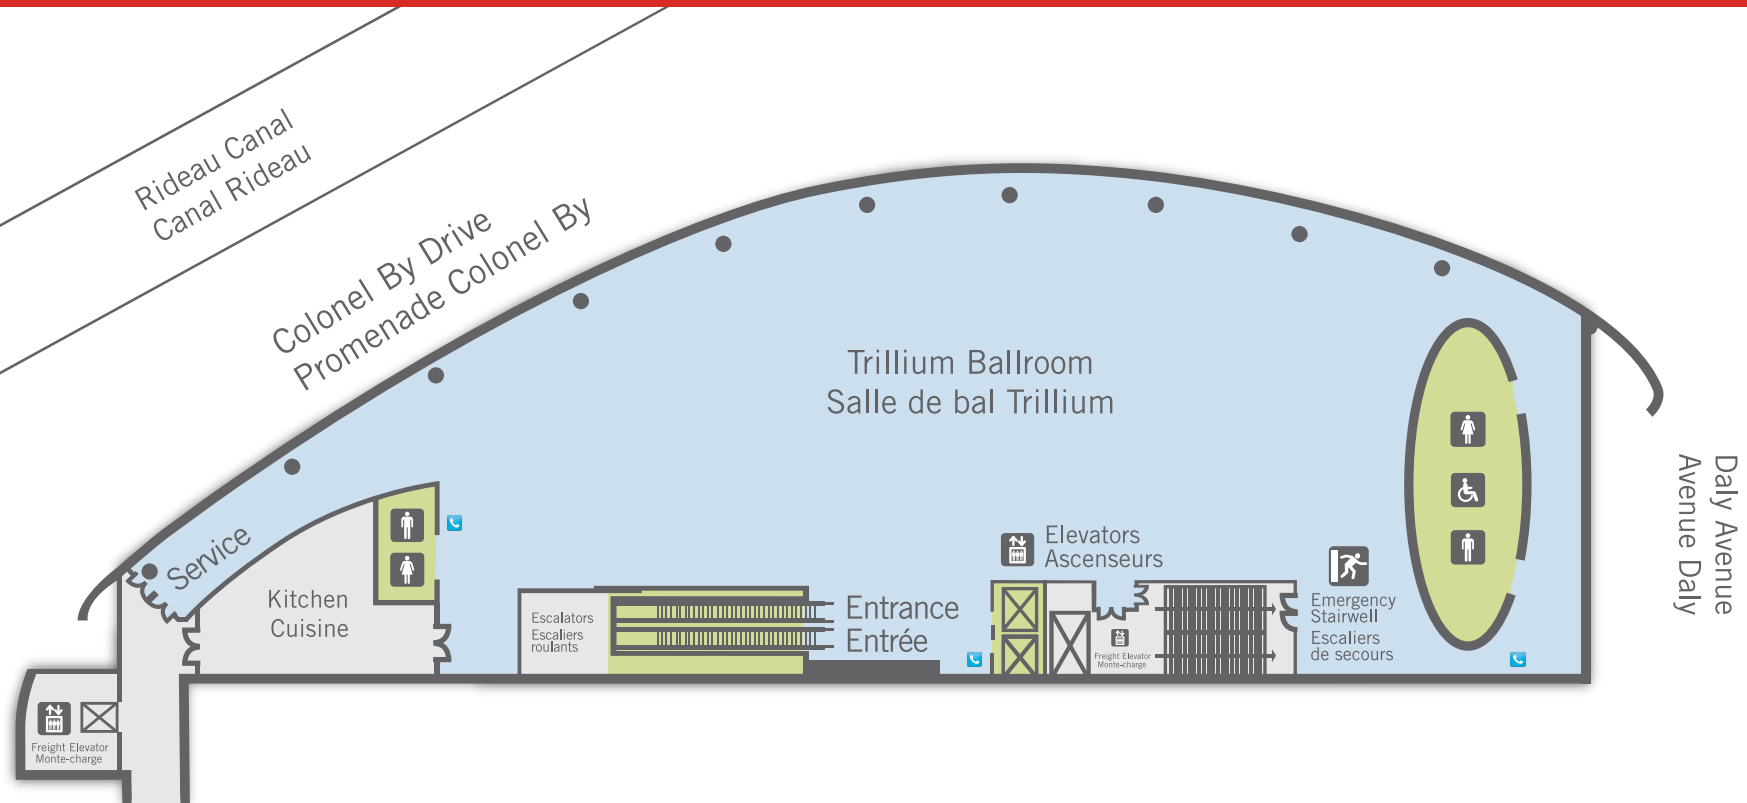 Rideau Canal
Canal Rideau
Colonel By Drive
Promenade Colonel By
Trillium Ballroom
Salle de bal Trillium
Daly Avenue
Avenue Daly
Service
Kitchen
Cuisine
Escalators
Escaliers
roulants
Entrance
Entrée
Elevators
Ascenseurs
Freight Elevator
Monte-charge
Emergency
Stairwell
Escaliers
de secours
Freight Elevator
Monte-charge